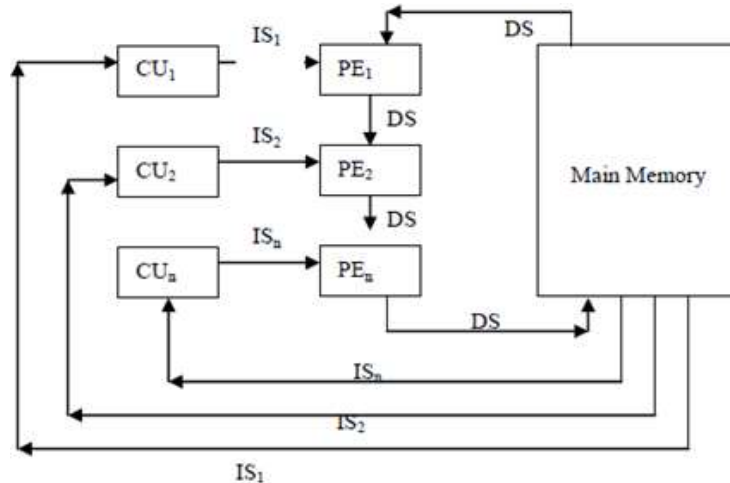 DS
IS₁
CU₁
PE₁
DS
IS₂
CU₂
PE₂
Main Memory
DS
ISₙ
CUₙ
PEₙ
DS
ISₙ
IS₂
IS₁